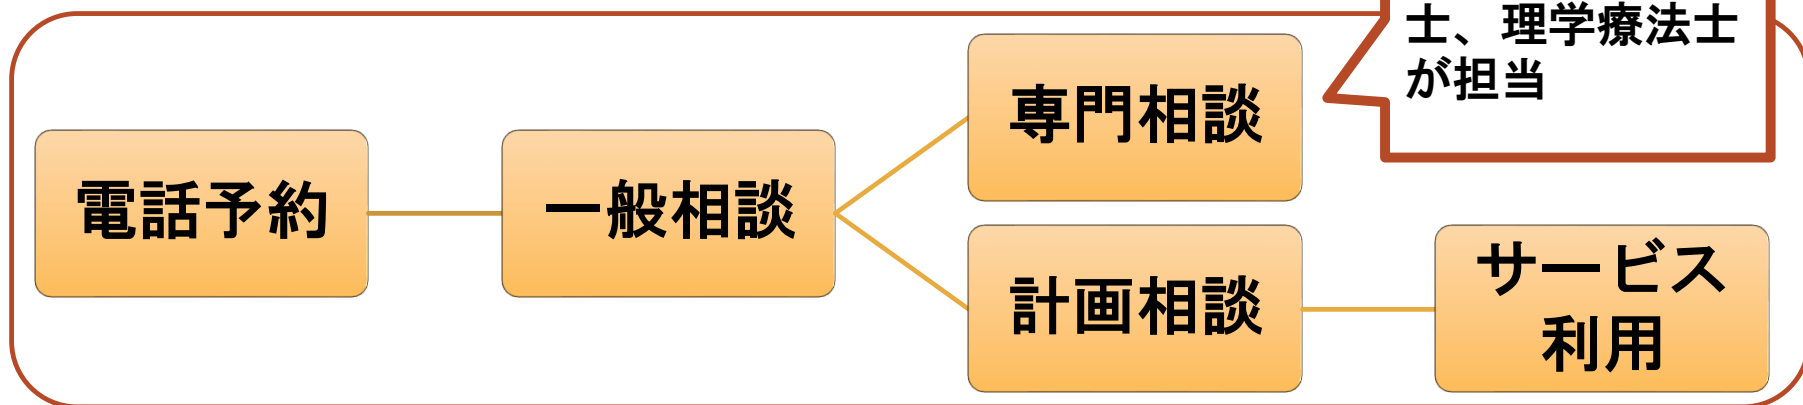 電話予約
一般相談
専門相談
士、理学療法士
が担当
計画相談
サービス
利用